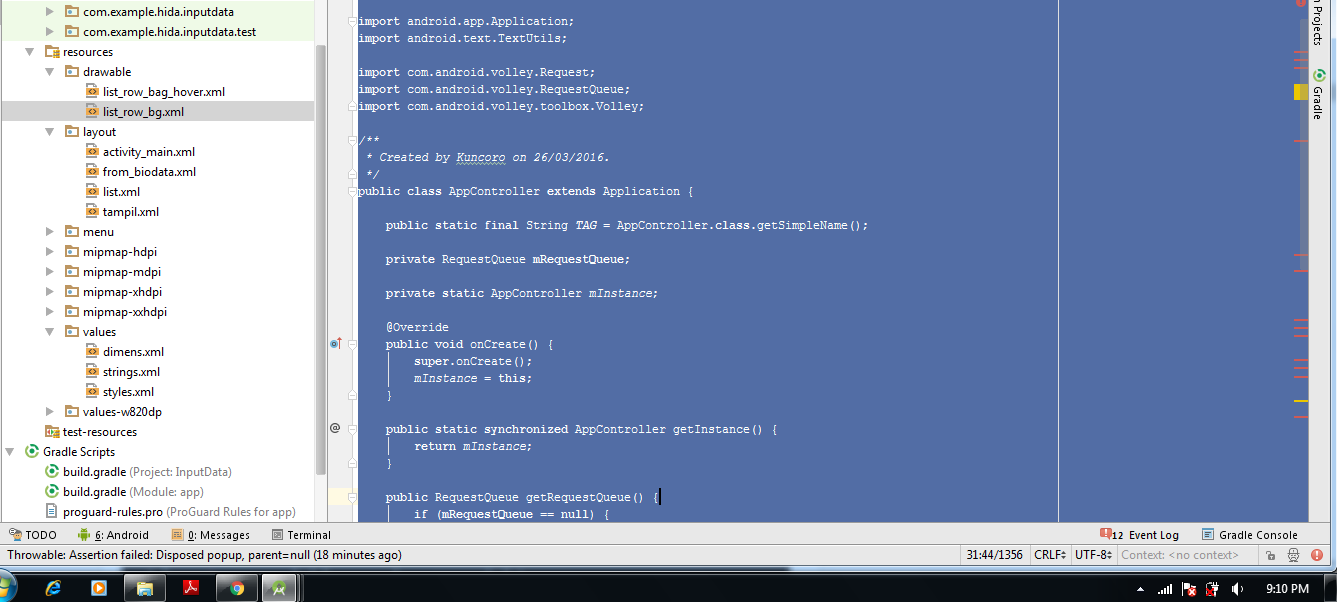 com.example.hida.inputdata
com.example.hida.inputdata.test
resources
drawable
list_row_bag_hover.xml
list_row_bg.xml
layout
activity_main.xml
from_biodata.xml
list.xml
tampil.xml
menu
mipmap-hdpi
mipmap-mdpi
mipmap-xhdpi
mipmap-xxhdpi
values
dimens.xml
strings.xml
styles.xml
values-w820dp
test-resources
Gradle Scripts
build.gradle (Project: InputData)
build.gradle (Module: app)
proguard-rules.pro (ProGuard Rules for app)
import android.app.Application;
import android.text.TextUtils;
import com.android.volley.Request;
import com.android.volley.RequestQueue;
import com.android.volley.toolbox.Volley;
/**
* Created by Kuncoro on 26/03/2016.
*/
public class AppController extends Application {
public static final String TAG = AppController.class.getSimpleName();
private RequestQueue mRequestQueue;
private static AppController mInstance;
@Override
public void onCreate() {
super.onCreate();
mInstance = this;
}
@
public static synchronized AppController getInstance() {
return mInstance;
}
public RequestQueue getRequestQueue() {
if (mRequestQueue == null) {
Projects
Gradle
TODO
6: Android
0: Messages
Terminal
12 Event Log
Gradle Console
Throwable: Assertion failed: Disposed popup, parent=null (18 minutes ago)
31:44/1356
CRLF
UTF-8
Context: <no context>
9:10 PM